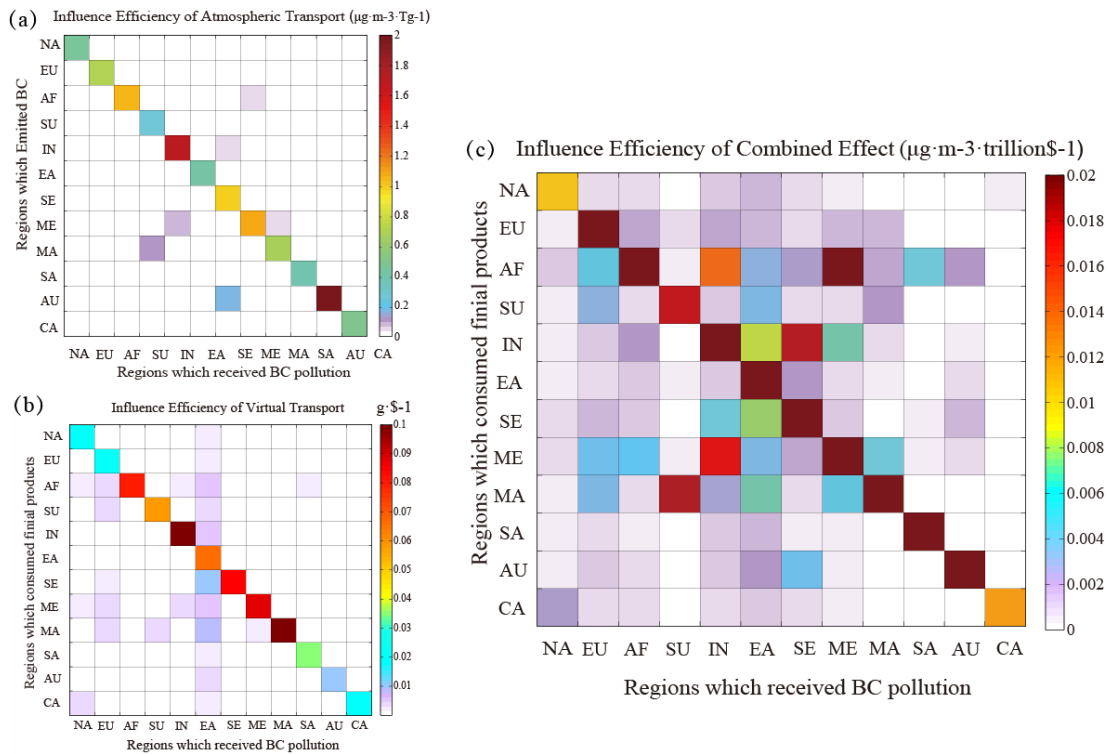 (a)
Influence Efficiency of Atmospheric Transport (μg·m-3·Tg-1)
Regions which Emitted BC
NA
EU
AF
SU
IN
EA
SE
ME
MA
SA
AU
CA
NA EU AF SU IN EA SE ME MA SA AU CA
Regions which received BC pollution
2
1.8
1.6
1.4
1.2
1
0.8
0.6
0.4
0.2
0
(b)
Influence Efficiency of Virtual Transport
g·$-1
Regions which consumed finial products
NA
EU
AF
SU
IN
EA
SE
ME
MA
SA
AU
CA
NA EU AF SU IN EA SE ME MA SA AU CA
Regions which received BC pollution
0.1
0.09
0.08
0.07
0.06
0.05
0.04
0.03
0.02
0.01
(c)
Influence Efficiency of Combined Effect (μg·m-3·trillion$-1)
Regions which consumed finial products
NA
EU
AF
SU
IN
EA
SE
ME
MA
SA
AU
CA
NA EU AF SU IN EA SE ME MA SA AU CA
Regions which received BC pollution
0.02
0.018
0.016
0.014
0.012
0.01
0.008
0.006
0.004
0.002
0